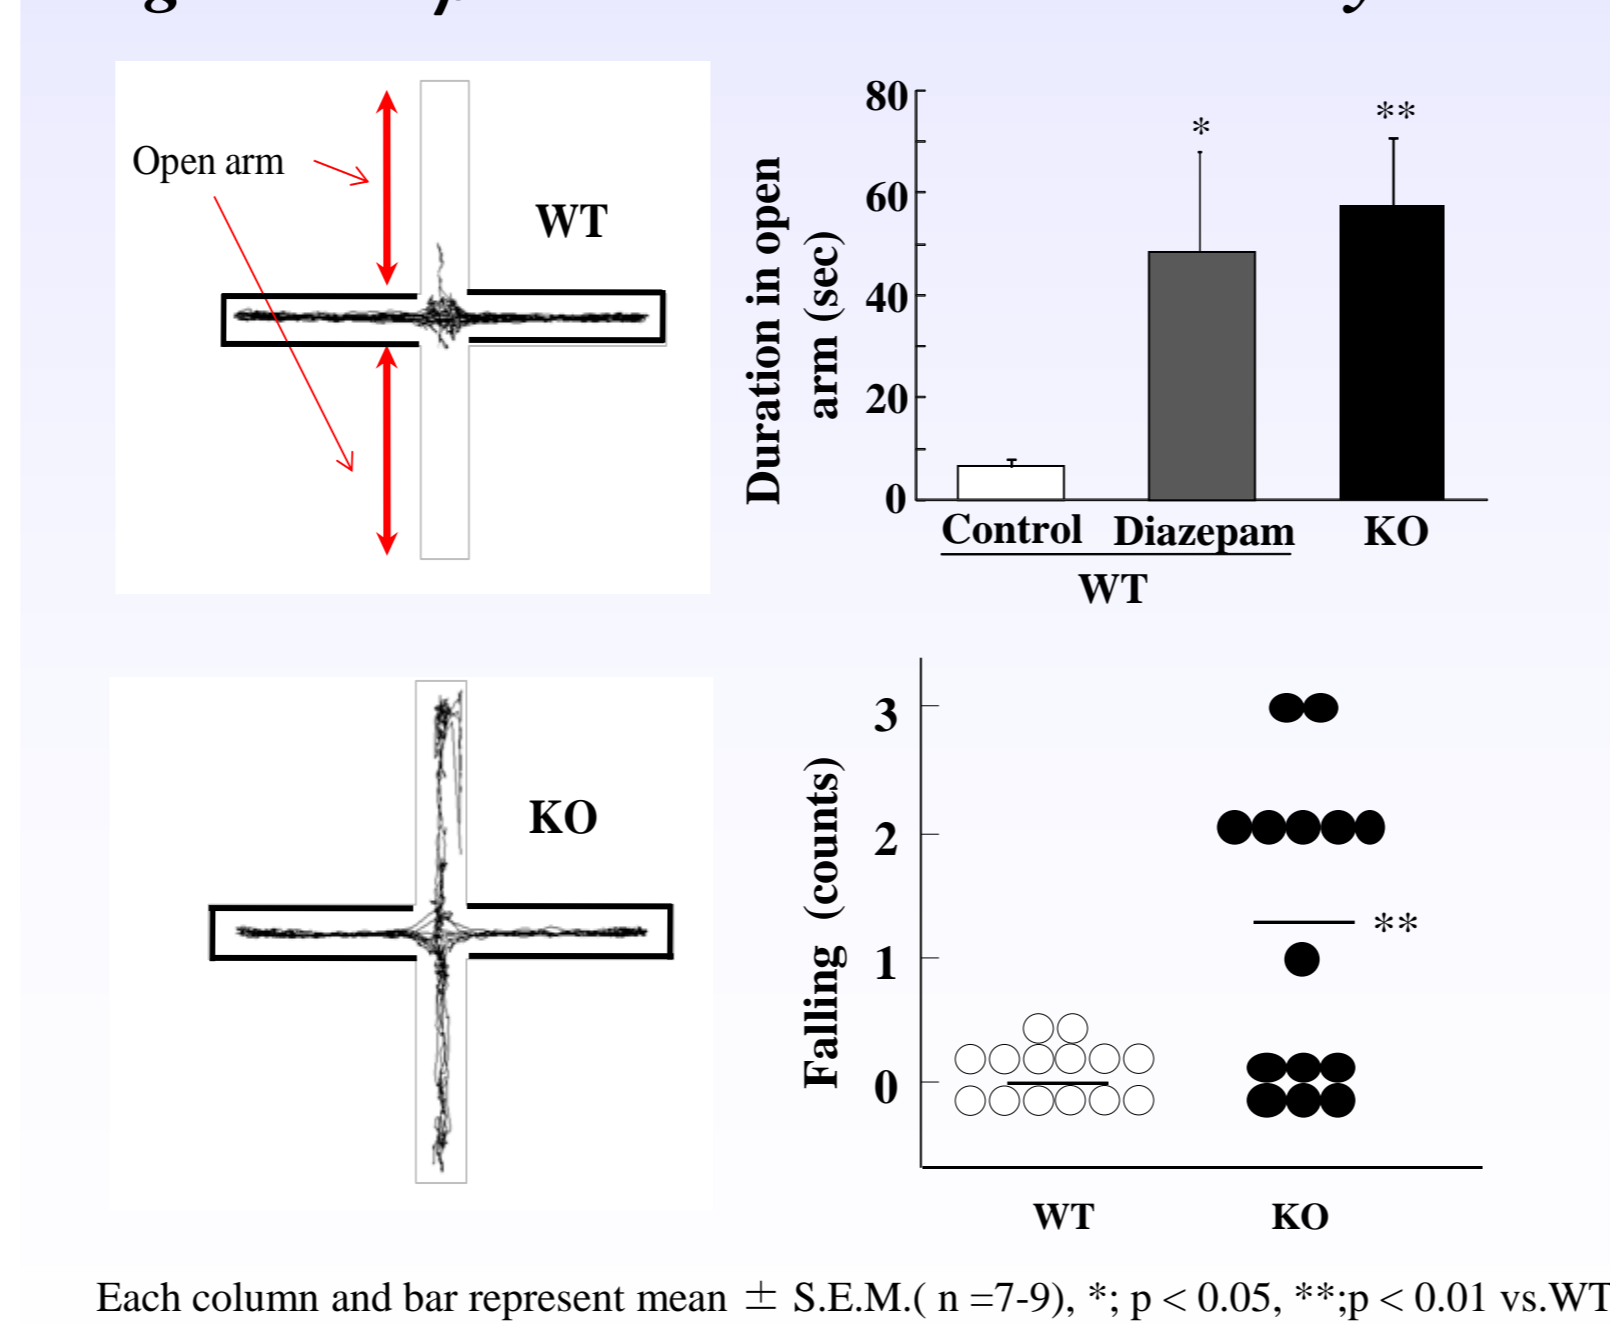 Open arm
WT
Duration in open
arm (sec)
80
60
40
20
0
*
**
Control Diazepam KO
WT
KO
Falling (counts)
3
2
1
0
**
WT KO
Each column and bar represent mean ± S.E.M.( n =7-9), *; p < 0.05, **;p < 0.01 vs.WT